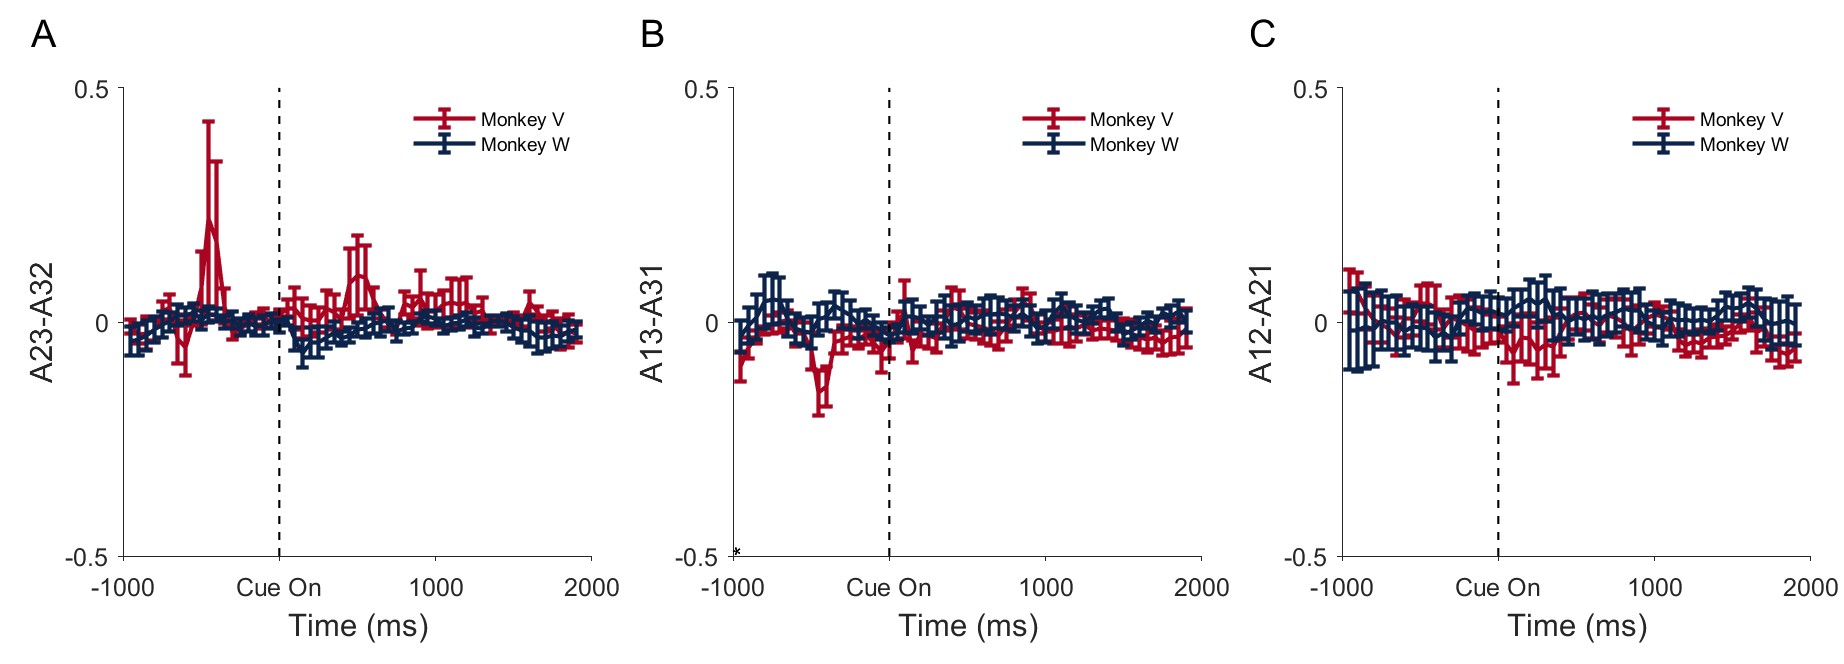 A
B
C
0.5
0
-0.5
-1000
Cue On
1000
2000
Time (ms)
A23-A32
Monkey V
Monkey W
0.5
0
-0.5
*
-1000
Cue On
1000
2000
Time (ms)
A13-A31
Monkey V
Monkey W
0.5
0
-0.5
-1000
Cue On
1000
2000
Time (ms)
A12-A21
Monkey V
Monkey W